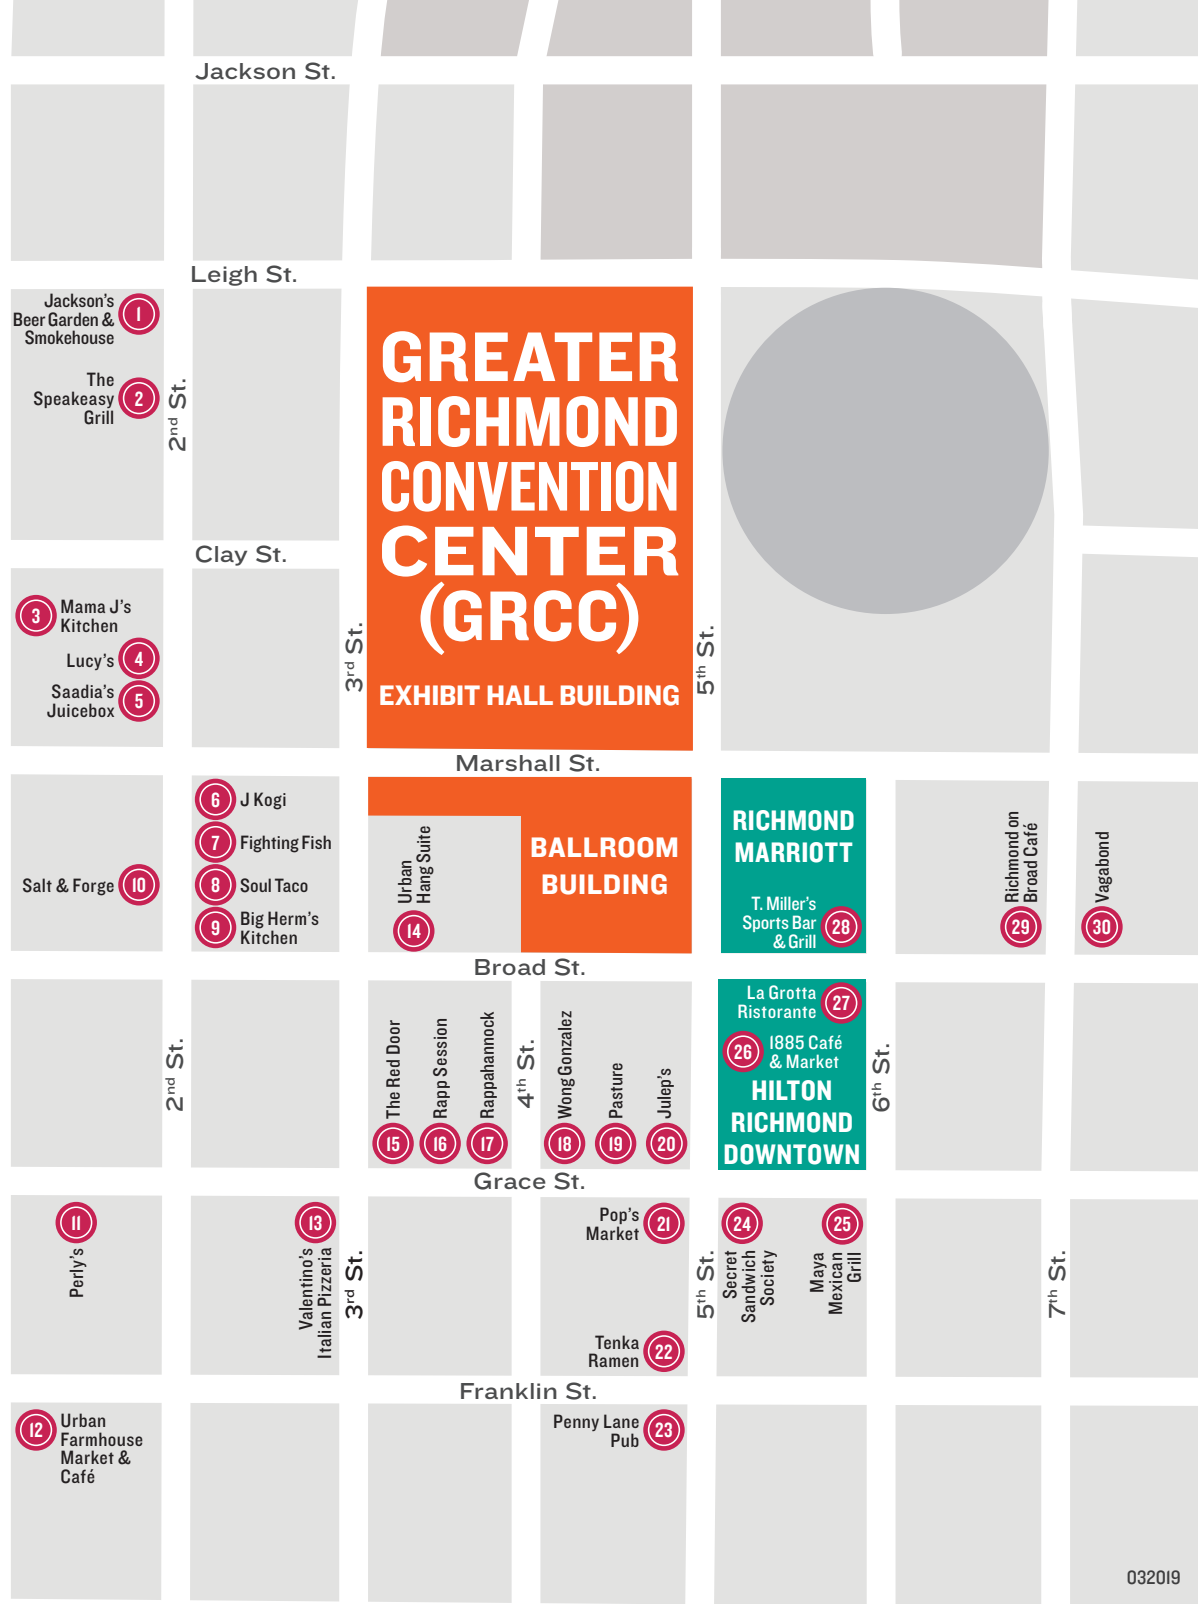 Jackson St.
Leigh St.
Jackson's
Beer Garden &
Smokehouse
1
The
Speakeasy
Grill
2
2nd St.
GREATER
RICHMOND
CONVENTION
CENTER
(GRCC)
EXHIBIT HALL BUILDING
Clay St.
3
Mama J's
Kitchen
Lucy's
4
Saadia's
Juicebox
5
3rd St.
5th St.
Marshall St.
Salt & Forge
10
6
J Kogi
7
Fighting Fish
8
Soul Taco
9
Big Herm's
Kitchen
Urban
Hang Suite
14
BALLROOM
BUILDING
RICHMOND
MARRIOTT
T. Miller's
Sports Bar
& Grill
28
Richmond on
Broad Café
29
Vagabond
30
Broad St.
2nd St.
The Red Door
15
Rapp Session
16
Rappahannock
17
4th St.
Wong Gonzalez
18
Pasture
19
Julep's
20
La Grotta
Ristorante
27
26
1885 Café
& Market
HILTON
RICHMOND
DOWNTOWN
6th St.
Grace St.
11
Perly's
13
Valentino's
Italian Pizzeria
3rd St.
Pop's
Market
21
Tenka
Ramen
22
5th St.
24
Secret
Sandwich
Society
25
Maya
Mexican
Grill
7th St.
Franklin St.
12
Urban
Farmhouse
Market &
Café
Penny Lane
Pub
23
032019